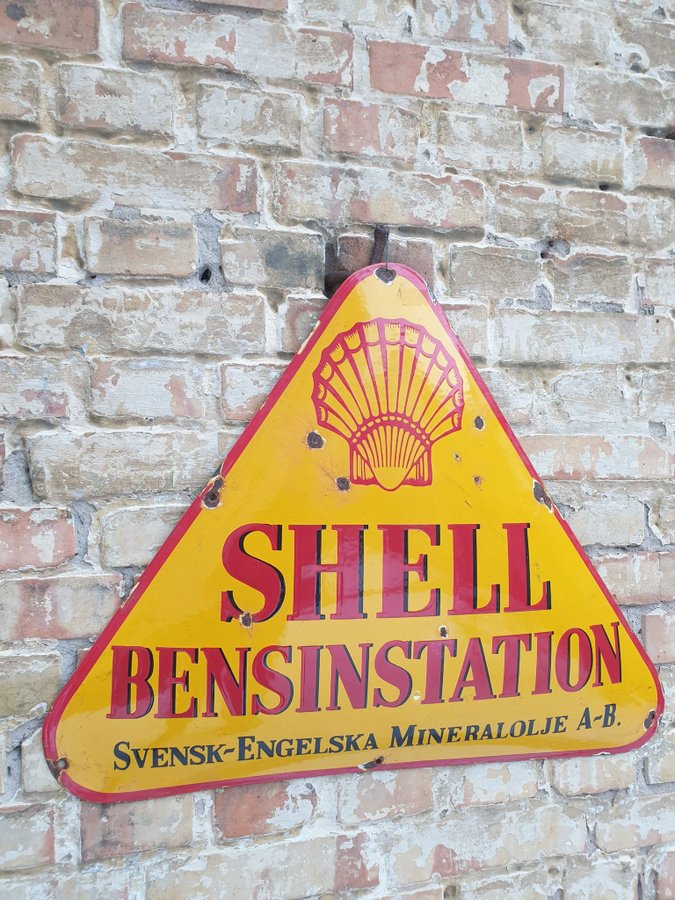 SHELL
BENSINSTATION
SVENSK-ENGELSKA MINERALOLJE A-B.